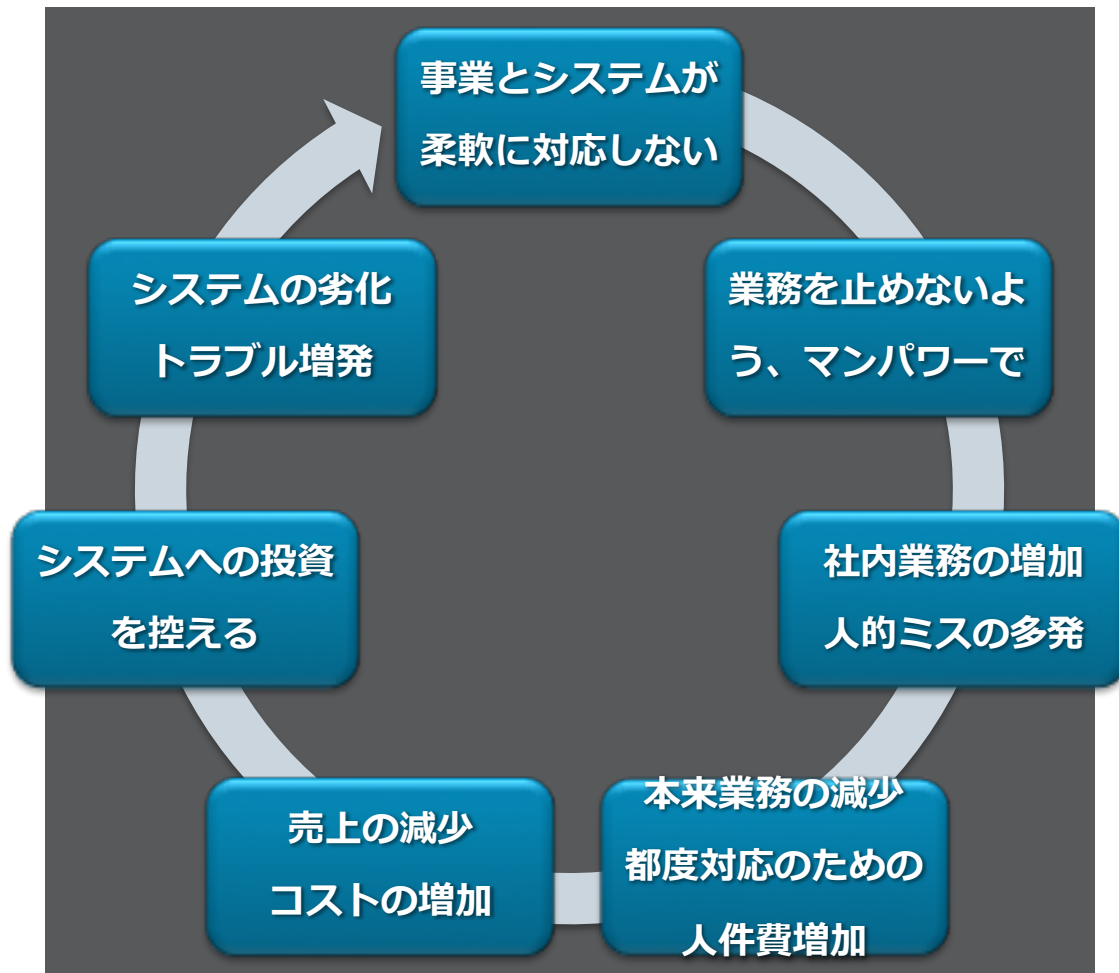 事業とシステムが
柔軟に対応しない
業務を止めないよ
う、マンパワーで
社内業務の増加
人的ミスの多発
本来業務の減少
都度対応のための
人件費増加
売上の減少
コストの増加
システムへの投資
を控える
システムの劣化
トラブル増発